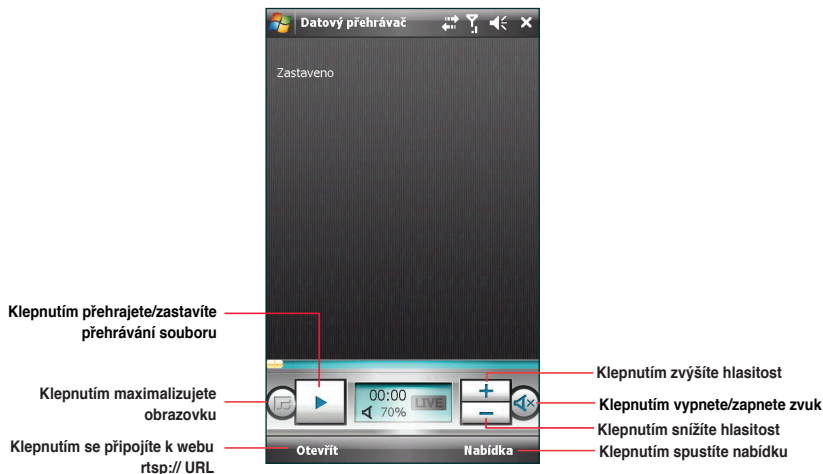 Datový přehrávač
Zastaveno
Klepnutím přehrajete/zastavíte
přehrávání souboru
Klepnutím maximalizujete
obrazovku
Klepnutím se připojíte k webu
rtsp:// URL
00:00
70%
LIVE
+
−
Otevřít
Nabídka
Klepnutím zvýšíte hlasitost
Klepnutím vypnete/zapnete zvuk
Klepnutím snížíte hlasitost
Klepnutím spustíte nabídku